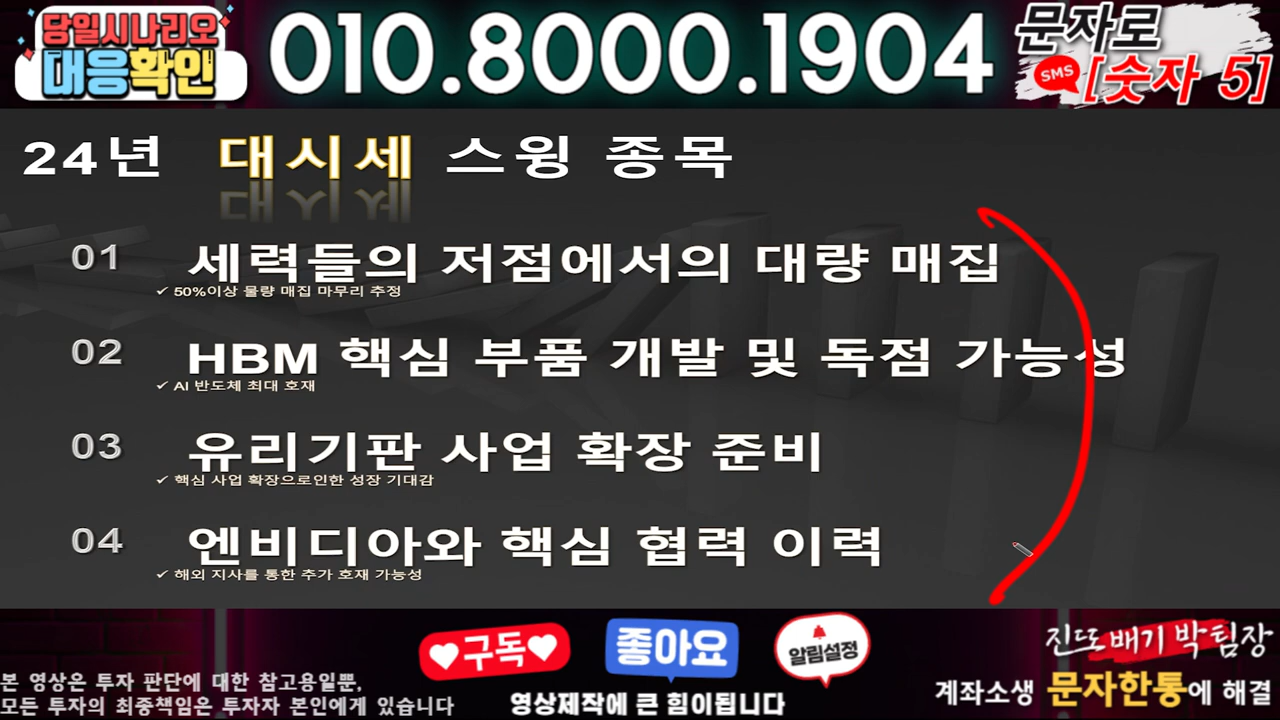 당일시나리오
대응확인
010.8000.1904
문자로
SMS
[숫자 5]
24년 대시세 스윙 종목
01 세력들의 저점에서의 대량 매집
✓ 50%이상 물량 매집 마무리 추정
02 HBM 핵심 부품 개발 및 독점 가능성
✓ AI 반도체 최대 호재
03 유리기판 사업 확장 준비
✓ 핵심 사업 확장으로인한 성장 기대감
04 엔비디아와 핵심 협력 이력
✓ 해외 지사를 통한 추가 호재 가능성
구독
좋아요
알림설정
진또배기 박팀장
본 영상은 투자 판단에 대한 참고용일뿐,
모든 투자의 최종책임은 투자자 본인에게 있습니다
영상제작에 큰 힘이됩니다
계좌소생 문자한통에 해결